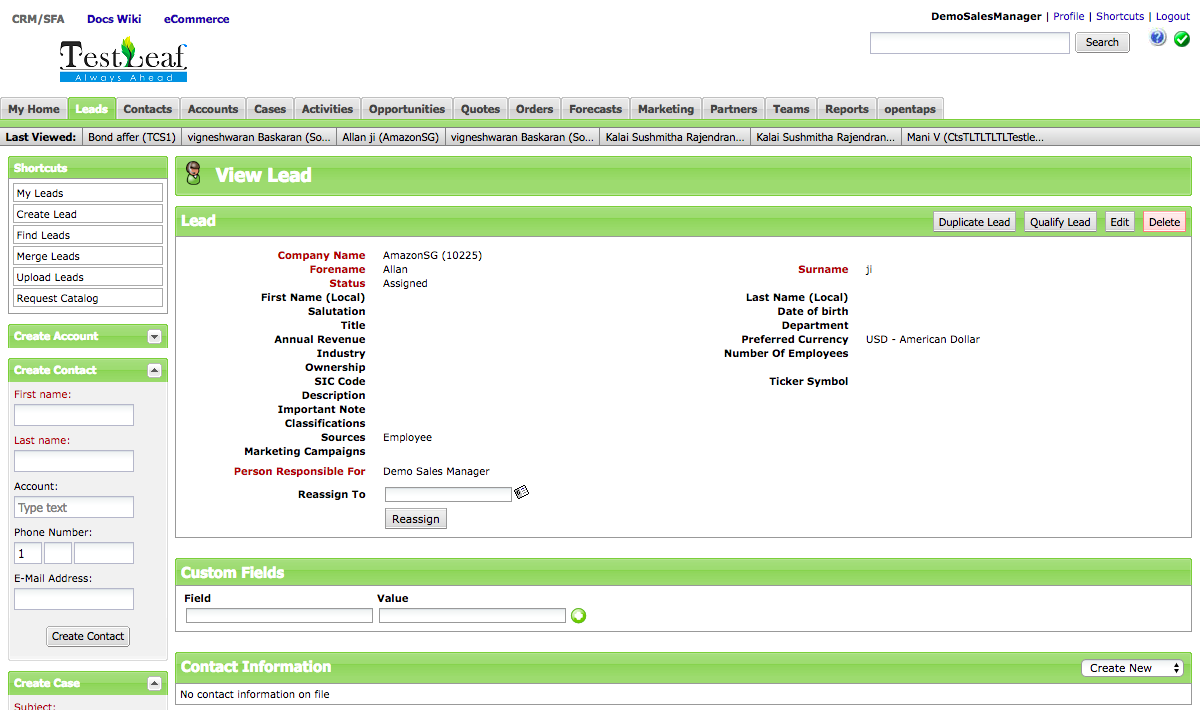 CRM/SFA Docs Wiki eCommerce
DemoSalesManager | Profile | Shortcuts | Logout
TestLeaf
Always Ahead
Search
My Home Leads Contacts Accounts Cases Activities Opportunities Quotes Orders Forecasts Marketing Partners Teams Reports opentaps
Last Viewed: Bond affer (TCS1) vigneshwaran Baskaran (So... Allan ji (AmazonSG) vigneshwaran Baskaran (So... Kalai Sushmitha Rajendran... Kalai Sushmitha Rajendran... Mani V (CtsTLTLTLTLTestle...
Shortcuts
My Leads
Create Lead
Find Leads
Merge Leads
Upload Leads
Request Catalog
Create Account
Create Contact
First name:
Last name:
Account:
Type text
Phone Number:
1
E-Mail Address:
Create Contact
Create Case
Subject:
View Lead
Lead
Duplicate Lead Qualify Lead Edit Delete
Company Name AmazonSG (10225)
Forename Allan Surname ji
Status Assigned
First Name (Local) Last Name (Local)
Salutation Date of birth
Title Department
Annual Revenue Preferred Currency USD - American Dollar
Industry Number Of Employees
Ownership
SIC Code Ticker Symbol
Description
Important Note
Classifications
Sources Employee
Marketing Campaigns
Person Responsible For Demo Sales Manager
Reassign To
Reassign
Custom Fields
Field Value
Contact Information Create New
No contact information on file